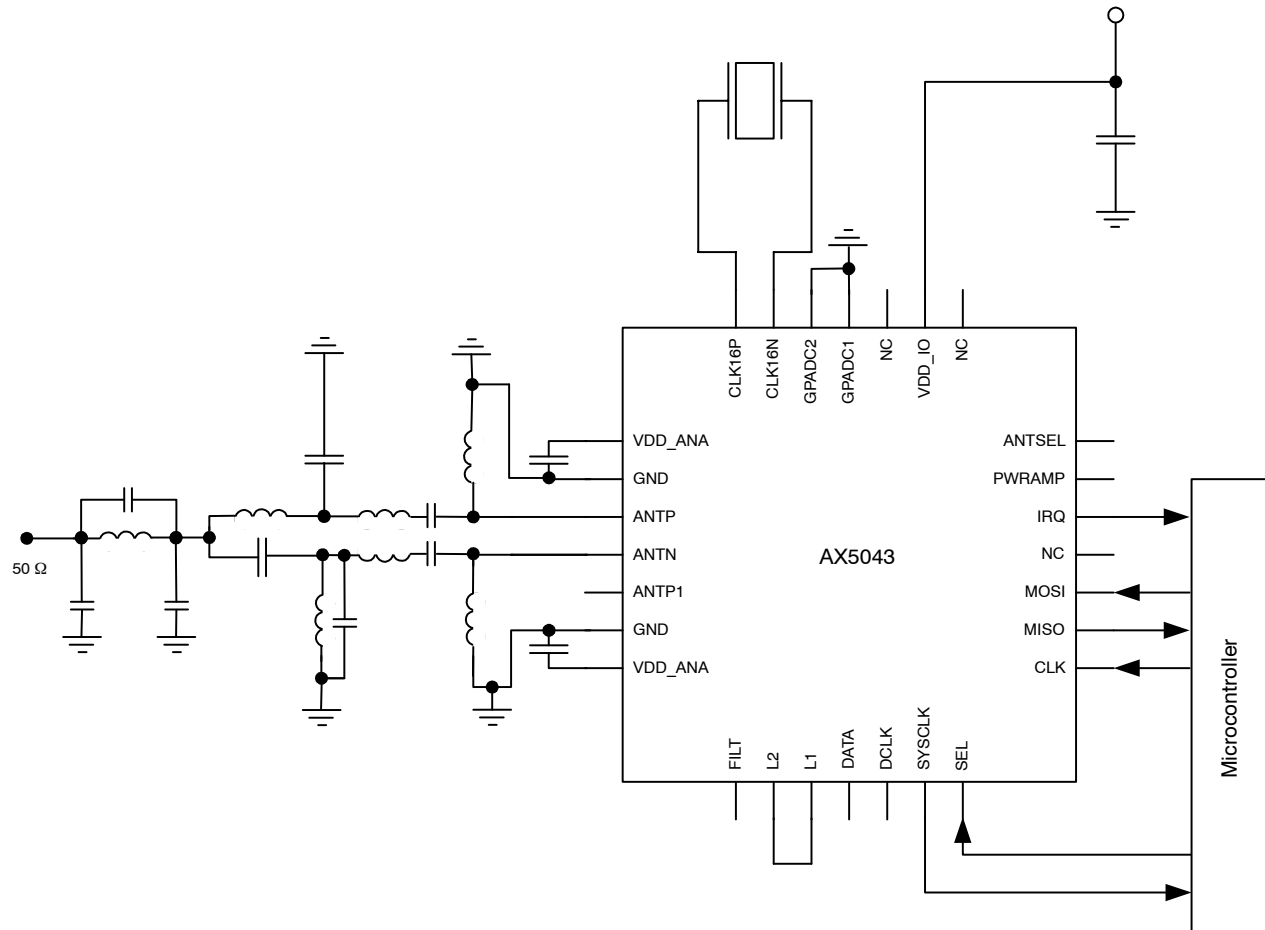 CLK16P
CLK16N
GPADC2
GPADC1
NC
VDD_IO
NC
VDD_ANA
GND
ANTP
ANTN
ANTP1
GND
VDD_ANA
50 Ω
AX5043
ANTSEL
PWRAMP
IRQ
NC
MOSI
MISO
CLK
FILT
L2
L1
DATA
DCLK
SYSCLK
SEL
Microcontroller